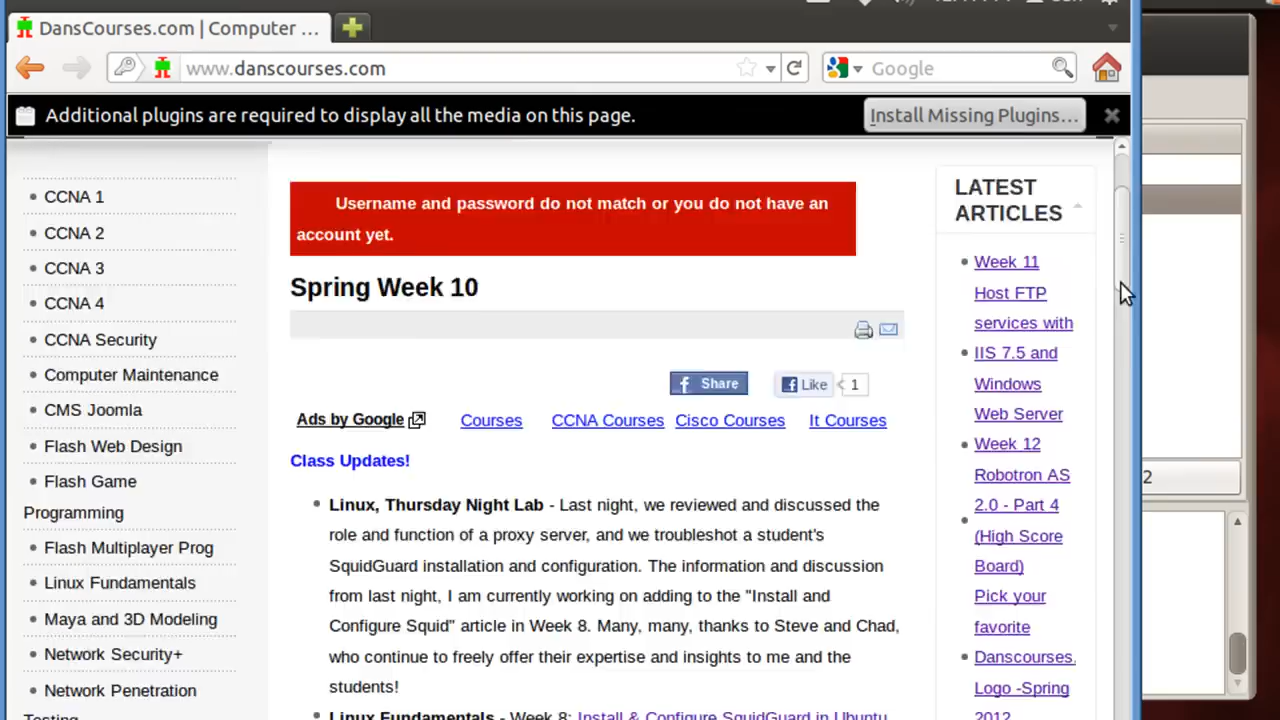 DansCourses.com | Computer ...
www.danscourses.com
Google
Additional plugins are required to display all the media on this page.
Install Missing Plugins...
CCNA 1
CCNA 2
CCNA 3
CCNA 4
CCNA Security
Computer Maintenance
CMS Joomla
Flash Web Design
Flash Game
Programming
Flash Multiplayer Prog
Linux Fundamentals
Maya and 3D Modeling
Network Security+
Network Penetration
Testing
Username and password do not match or you do not have an
account yet.
Spring Week 10
Share
Like
1
Ads by Google
Courses
CCNA Courses
Cisco Courses
It Courses
Class Updates!
Linux, Thursday Night Lab - Last night, we reviewed and discussed the
role and function of a proxy server, and we troubleshot a student's
SquidGuard installation and configuration. The information and discussion
from last night, I am currently working on adding to the "Install and
Configure Squid" article in Week 8. Many, many, thanks to Steve and Chad,
who continue to freely offer their expertise and insights to me and the
students!
Linux Fundamentals - Week 8: Install & Configure SquidGuard in Ubuntu
LATEST
ARTICLES
Week 11
Host FTP
services with
IIS 7.5 and
Windows
Web Server
Week 12
Robotron AS
2.0 - Part 4
(High Score
Board)
Pick your
favorite
Danscourses.
Logo -Spring
2012
2